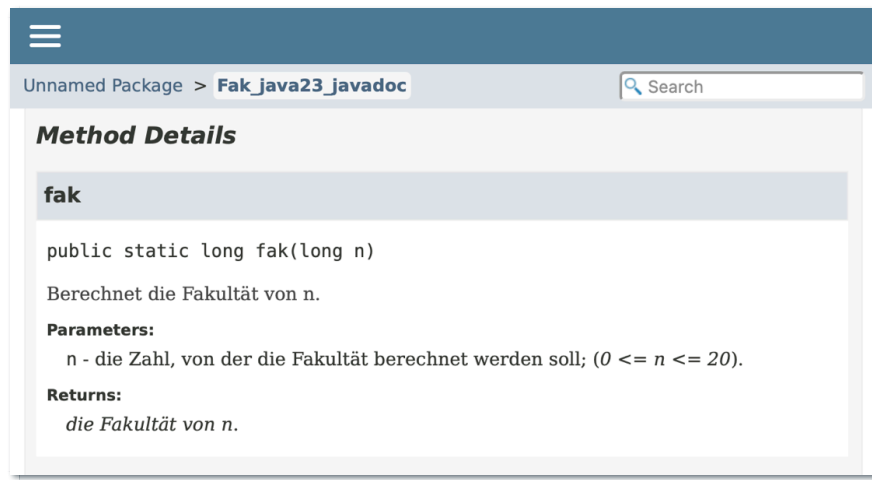 Unnamed Package > Fak_java23_javadoc Search
Method Details
fak
public static long fak(long n)
Berechnet die Fakultät von n.
Parameters:
n - die Zahl, von der die Fakultät berechnet werden soll; (0 <= n <= 20).
Returns:
die Fakultät von n.